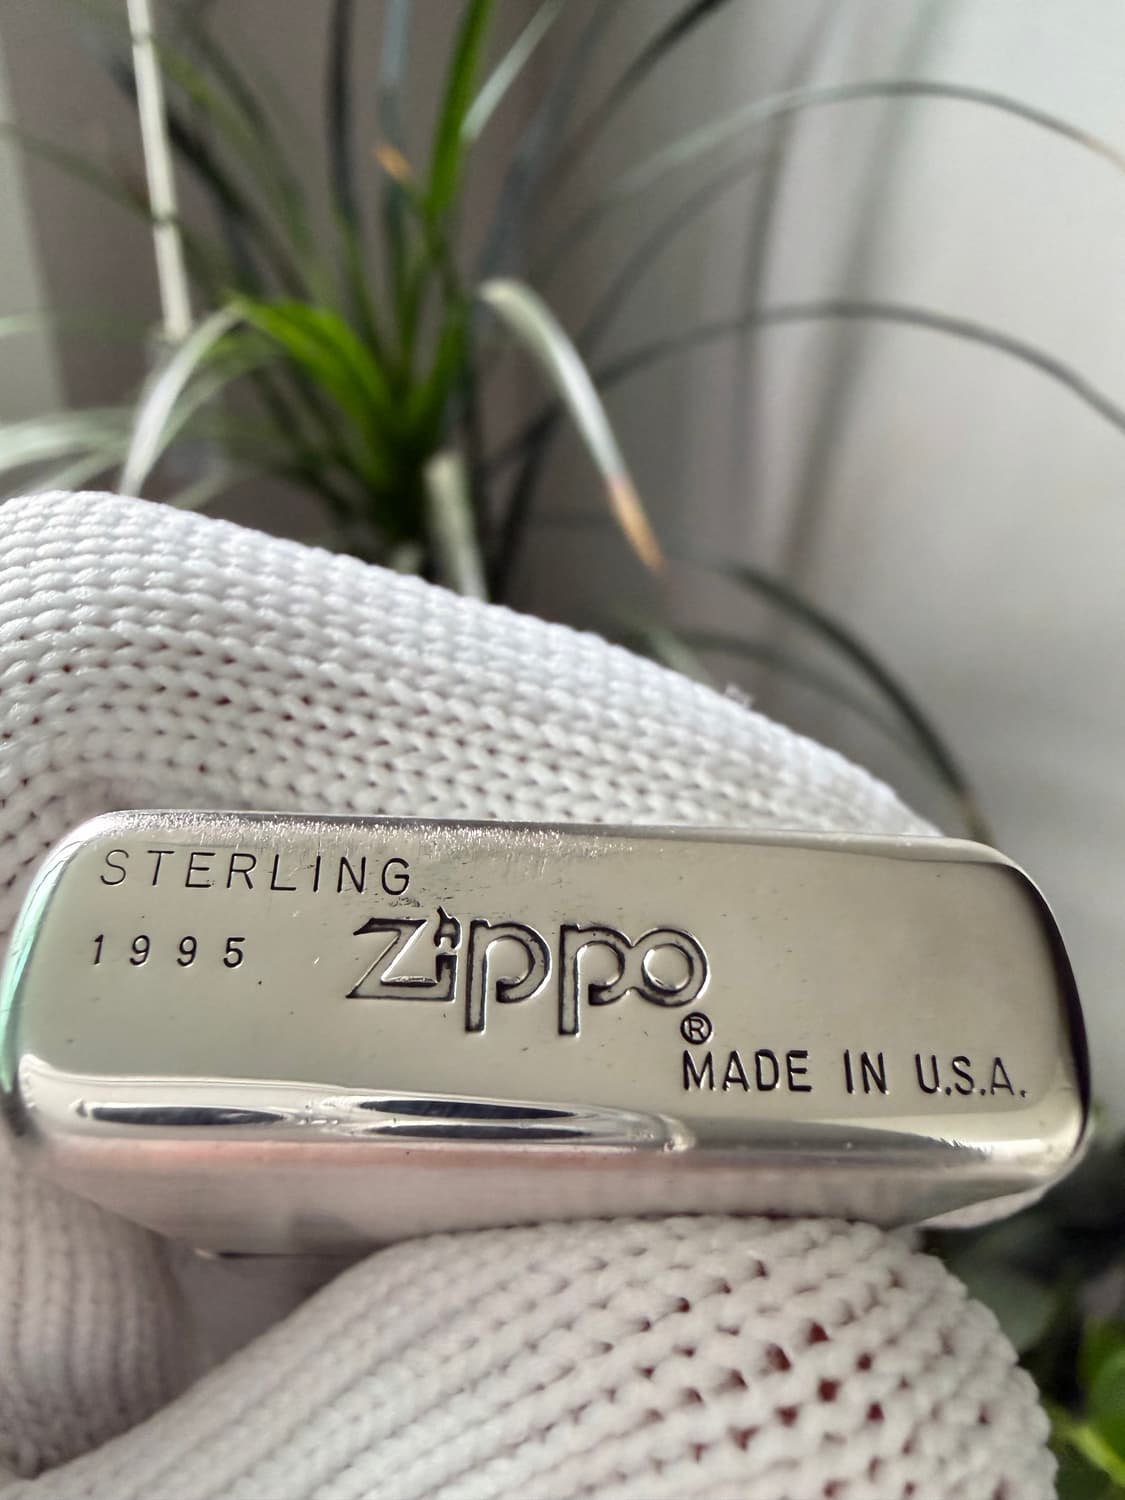 STERLING
1995
Zippo
®
MADE IN U.S.A.